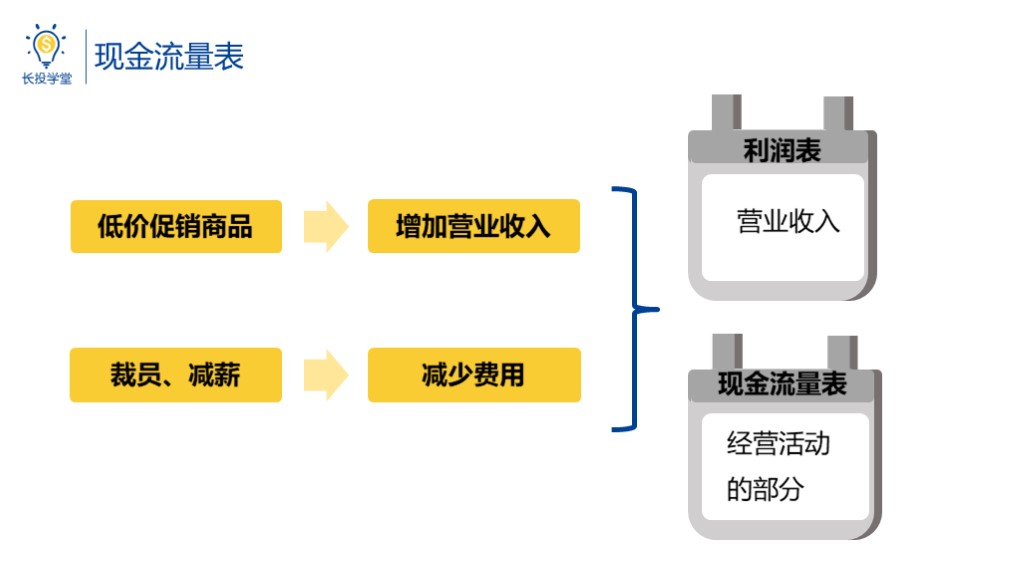 长投学堂
现金流量表
低价促销商品
增加营业收入
裁员、减薪
减少费用
利润表
营业收入
现金流量表
经营活动
的部分